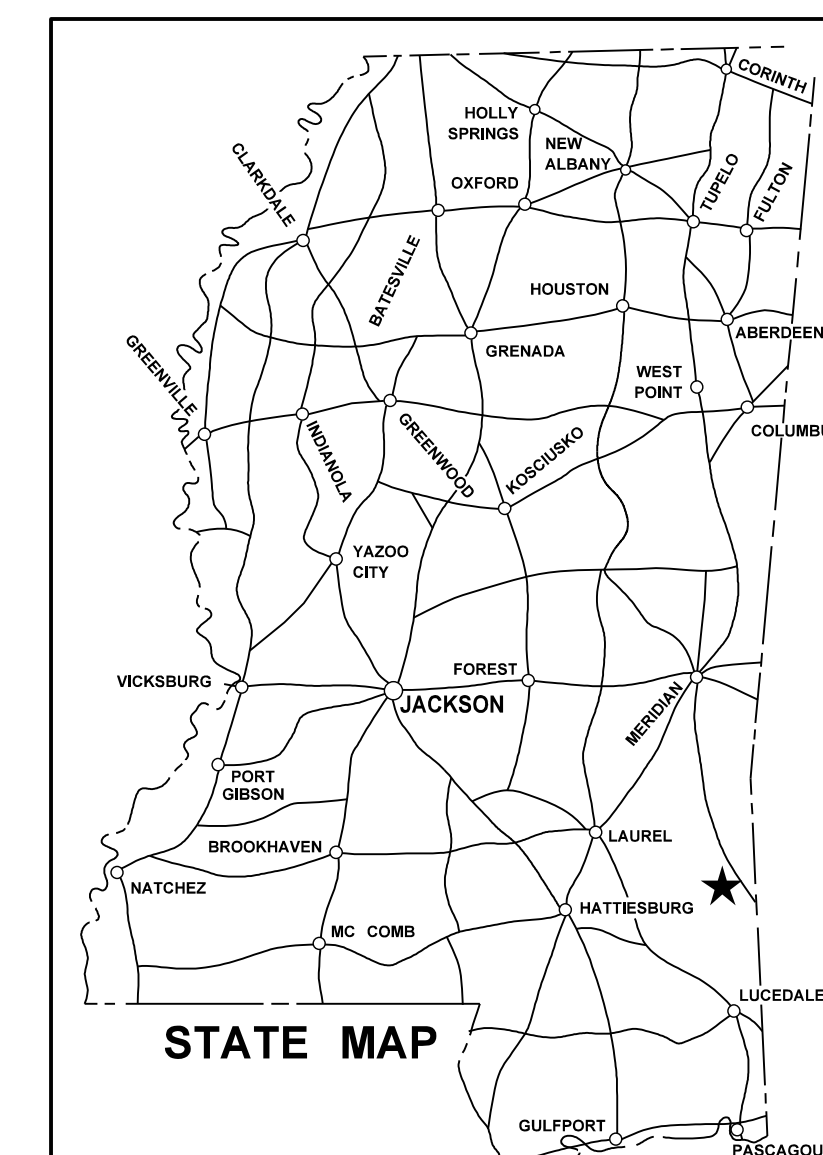 CORINTH
HOLLY
SPRINGS
NEW
ALBANY
CLARKDALE
OXFORD
TUPELO
FULTON
BATESVILLE
HOUSTON
ABERDEEN
GRENADA
GREENVILLE
WEST
POINT
COLUMBU
INDIANOLA
GREENWOOD
KOSCIUSKO
YAZOO
CITY
VICKSBURG
FOREST
JACKSON
MERIDIAN
PORT
GIBSON
BROOKHAVEN
LAUREL
NATCHEZ
HATTIESBURG
MC COMB
LUCEDALE
STATE MAP
GULFPORT
PASCAGOU